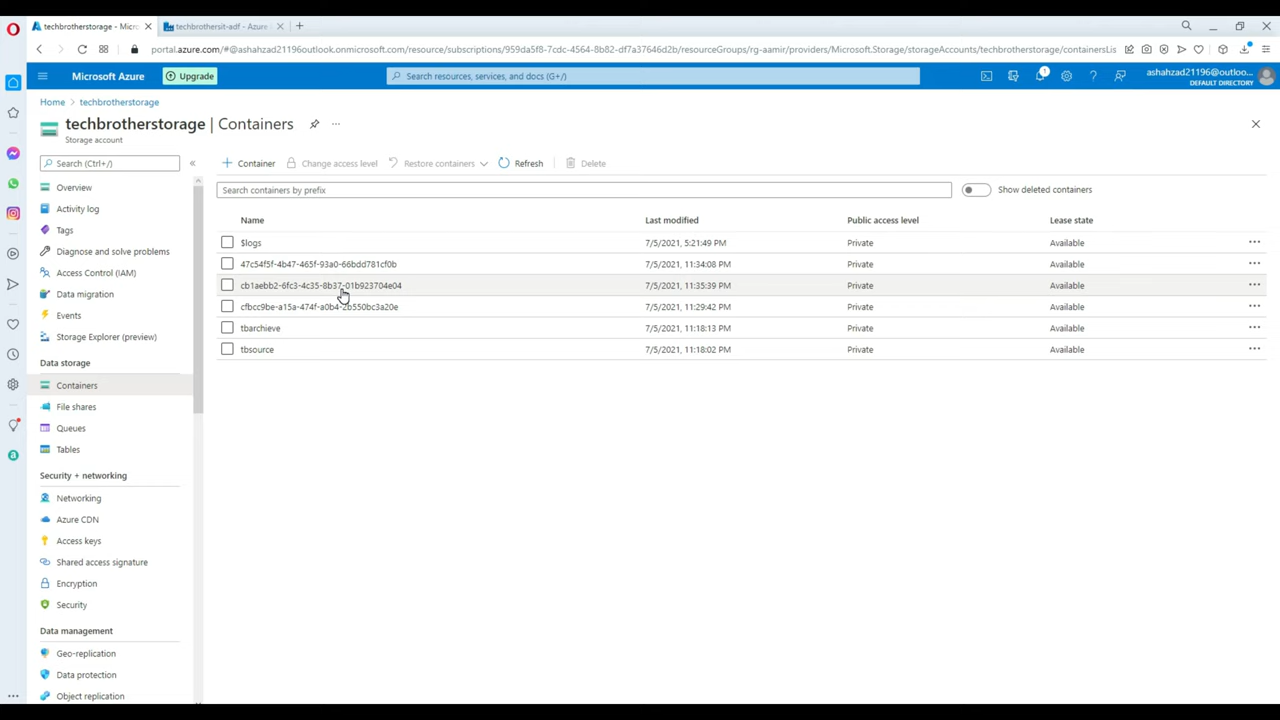 techbrotherstorage - Micro
techbrothersit-adf - Azure
portal.azure.com/#@ashahzad21196outlook.onmicrosoft.com/resource/subscriptions/959da5f8-7cdc-4564-8b82-df7a37646d2b/resourceGroups/rg-aamir/providers/Microsoft.Storage/storageAccounts/techbrotherstorage/containersLis
Microsoft Azure
Upgrade
Search resources, services, and docs (G+/)
1
ashahzad21196@outloo...
DEFAULT DIRECTORY
Home > techbrotherstorage
techbrotherstorage | Containers
Storage account
Search (Ctrl+/)
Container
Change access level
Restore containers
Refresh
Delete
Search containers by prefix
Show deleted containers
Name Last modified Public access level Lease state
$logs 7/5/2021, 5:21:49 PM Private Available
47c54f5f-4b47-465f-93a0-66bdd781cf0b 7/5/2021, 11:34:08 PM Private Available
cb1aebb2-6fc3-4c35-8b37-01b923704e04 7/5/2021, 11:35:39 PM Private Available
cfbcc9be-a15a-474f-a0b4-2b550bc3a20e 7/5/2021, 11:29:42 PM Private Available
tbarchieve 7/5/2021, 11:18:13 PM Private Available
tbsource 7/5/2021, 11:18:02 PM Private Available
Overview
Activity log
Tags
Diagnose and solve problems
Access Control (IAM)
Data migration
Events
Storage Explorer (preview)
Data storage
Containers
File shares
Queues
Tables
Security + networking
Networking
Azure CDN
Access keys
Shared access signature
Encryption
Security
Data management
Geo-replication
Data protection
Object replication